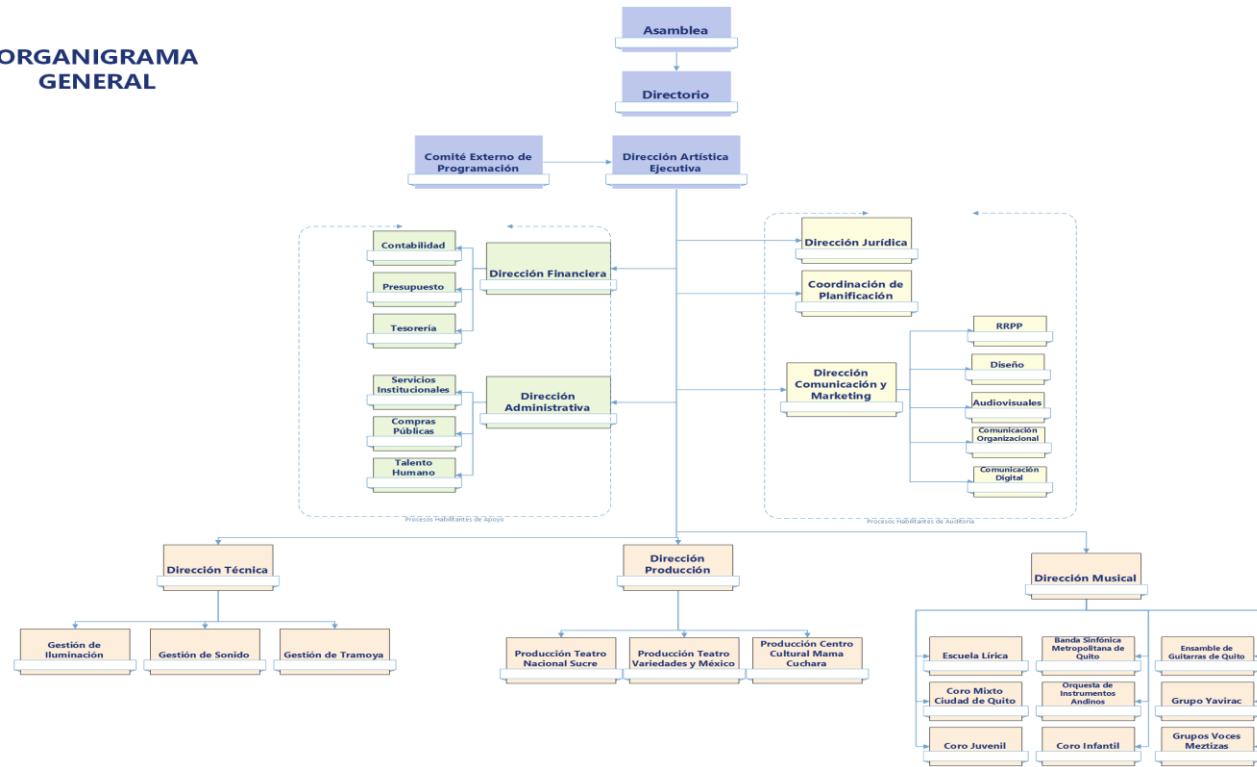 ORGANIGRAMA
GENERAL
Asamblea
Directorio
Comité Externo de
Programación
Dirección Artística
Ejecutiva
Contabilidad
Presupuesto
Tesorería
Dirección Financiera
Servicios
Institucionales
Compras
Públicas
Talento
Humano
Dirección
Administrativa
Procesos Habilitantes de Apoyo
Dirección Jurídica
Coordinación de
Planificación
Dirección
Comunicación y
Marketing
RRPP
Diseño
Audiovisuales
Comunicación
Organizacional
Comunicación
Digital
Procesos Habilitantes de Auditoría
Dirección Técnica
Gestión de
Iluminación
Gestión de Sonido
Gestión de Tramoya
Dirección
Producción
Producción Teatro
Nacional Sucre
Producción Teatro
Variedades y México
Producción Centro
Cultural Mama
Cuchara
Dirección Musical
Escuela Lírica
Banda Sinfónica
Metropolitana de
Quito
Ensamble de
Guitarras de Quito
Coro Mixto
Ciudad de Quito
Orquesta de
Instrumentos
Andinos
Grupo Yavirac
Coro Juvenil
Coro Infantil
Grupos Voces
Meztizas